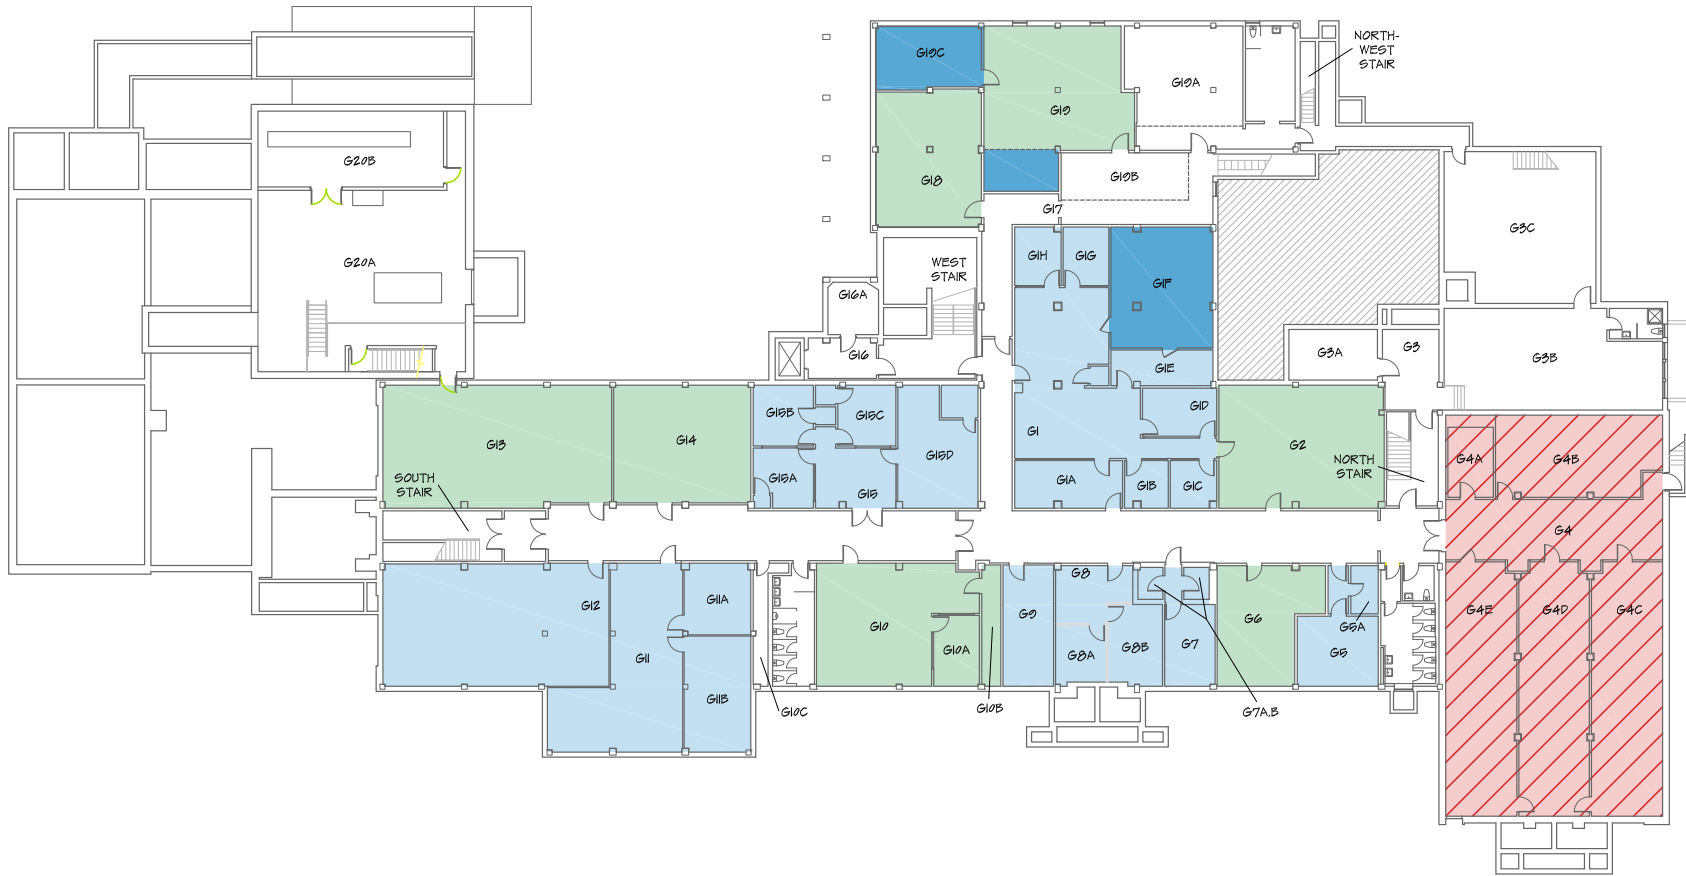 G19C
NORTH-
WEST
STAIR
G19A
G19
G20B
G18
G19B
G17
G3C
G20A
WEST
STAIR
G1H
G1G
G1F
G16A
G16
G3A
G3
G3B
G1E
G15B
G15C
G1D
G13
G14
G1
G2
G15D
NORTH
STAIR
G4A
G4B
SOUTH
STAIR
G15A
G15
G1A
G1B
G1C
G4
G8
G12
G11A
G10
G9
G6
G5A
G4E
G4D
G4C
G11
G10A
G8A
G8B
G7
G5
G11B
G10C
G10B
G7A,B